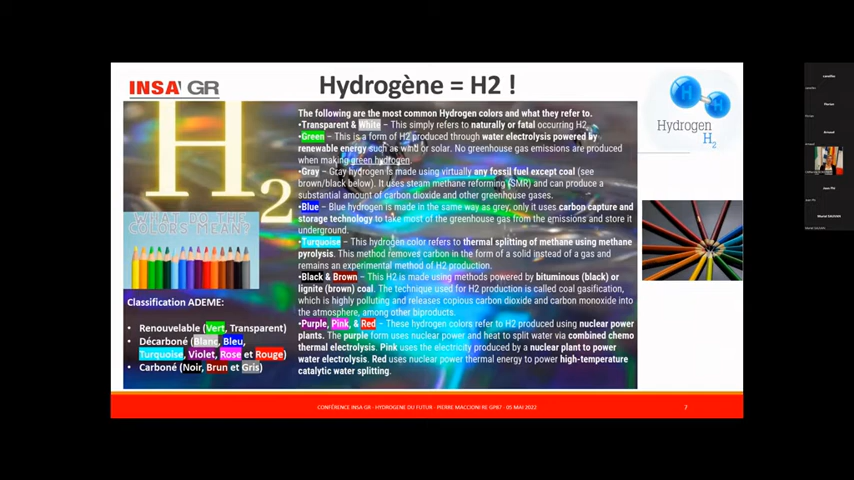 INSA GR
Hydrogène = H2 !
H2
WHAT DO THE
COLORS MEAN?
Classification ADEME:
• Renouvelable (Vert, Transparent)
• Décarboné (Blanc, Bleu,
Turquoise, Violet, Rose et Rouge)
• Carboné (Noir, Brun et Gris)
The following are the most common Hydrogen colors and what they refer to.
•Transparent & White – This simply refers to naturally or fatal occurring H2.
•Green – This is a form of H2 produced through water electrolysis powered by
renewable energy such as wind or solar. No greenhouse gas emissions are produced
when making green hydrogen.
•Gray – Gray hydrogen is made using virtually any fossil fuel except coal (see
brown/black below). It uses steam methane reforming (SMR) and can produce a
substantial amount of carbon dioxide and other greenhouse gases.
•Blue – Blue hydrogen is made in the same way as grey, only it uses carbon capture and
storage technology to take most of the greenhouse gas from the emissions and store it
underground.
•Turquoise – This hydrogen color refers to thermal splitting of methane using methane
pyrolysis. This method removes carbon in the form of a solid instead of a gas and
remains an experimental method of H2 production.
•Black & Brown – This H2 is made using methods powered by bituminous (black) or
lignite (brown) coal. The technique used for H2 production is called coal gasification,
which is highly polluting and releases copious carbon dioxide and carbon monoxide into
the atmosphere, among other biproducts.
•Purple, Pink, & Red – These hydrogen colors refer to H2 produced using nuclear power
plants. The purple form uses nuclear power and heat to split water via combined chemo
thermal electrolysis. Pink uses the electricity produced by a nuclear plant to power
water electrolysis. Red uses nuclear power thermal energy to power high-temperature
catalytic water splitting.
H H
Hydrogen
H2
CONFÉRENCE INSA GR - HYDROGENE DU FUTUR - PIERRE MACCIONI RE GPR7 - 05 MAI 2022
7